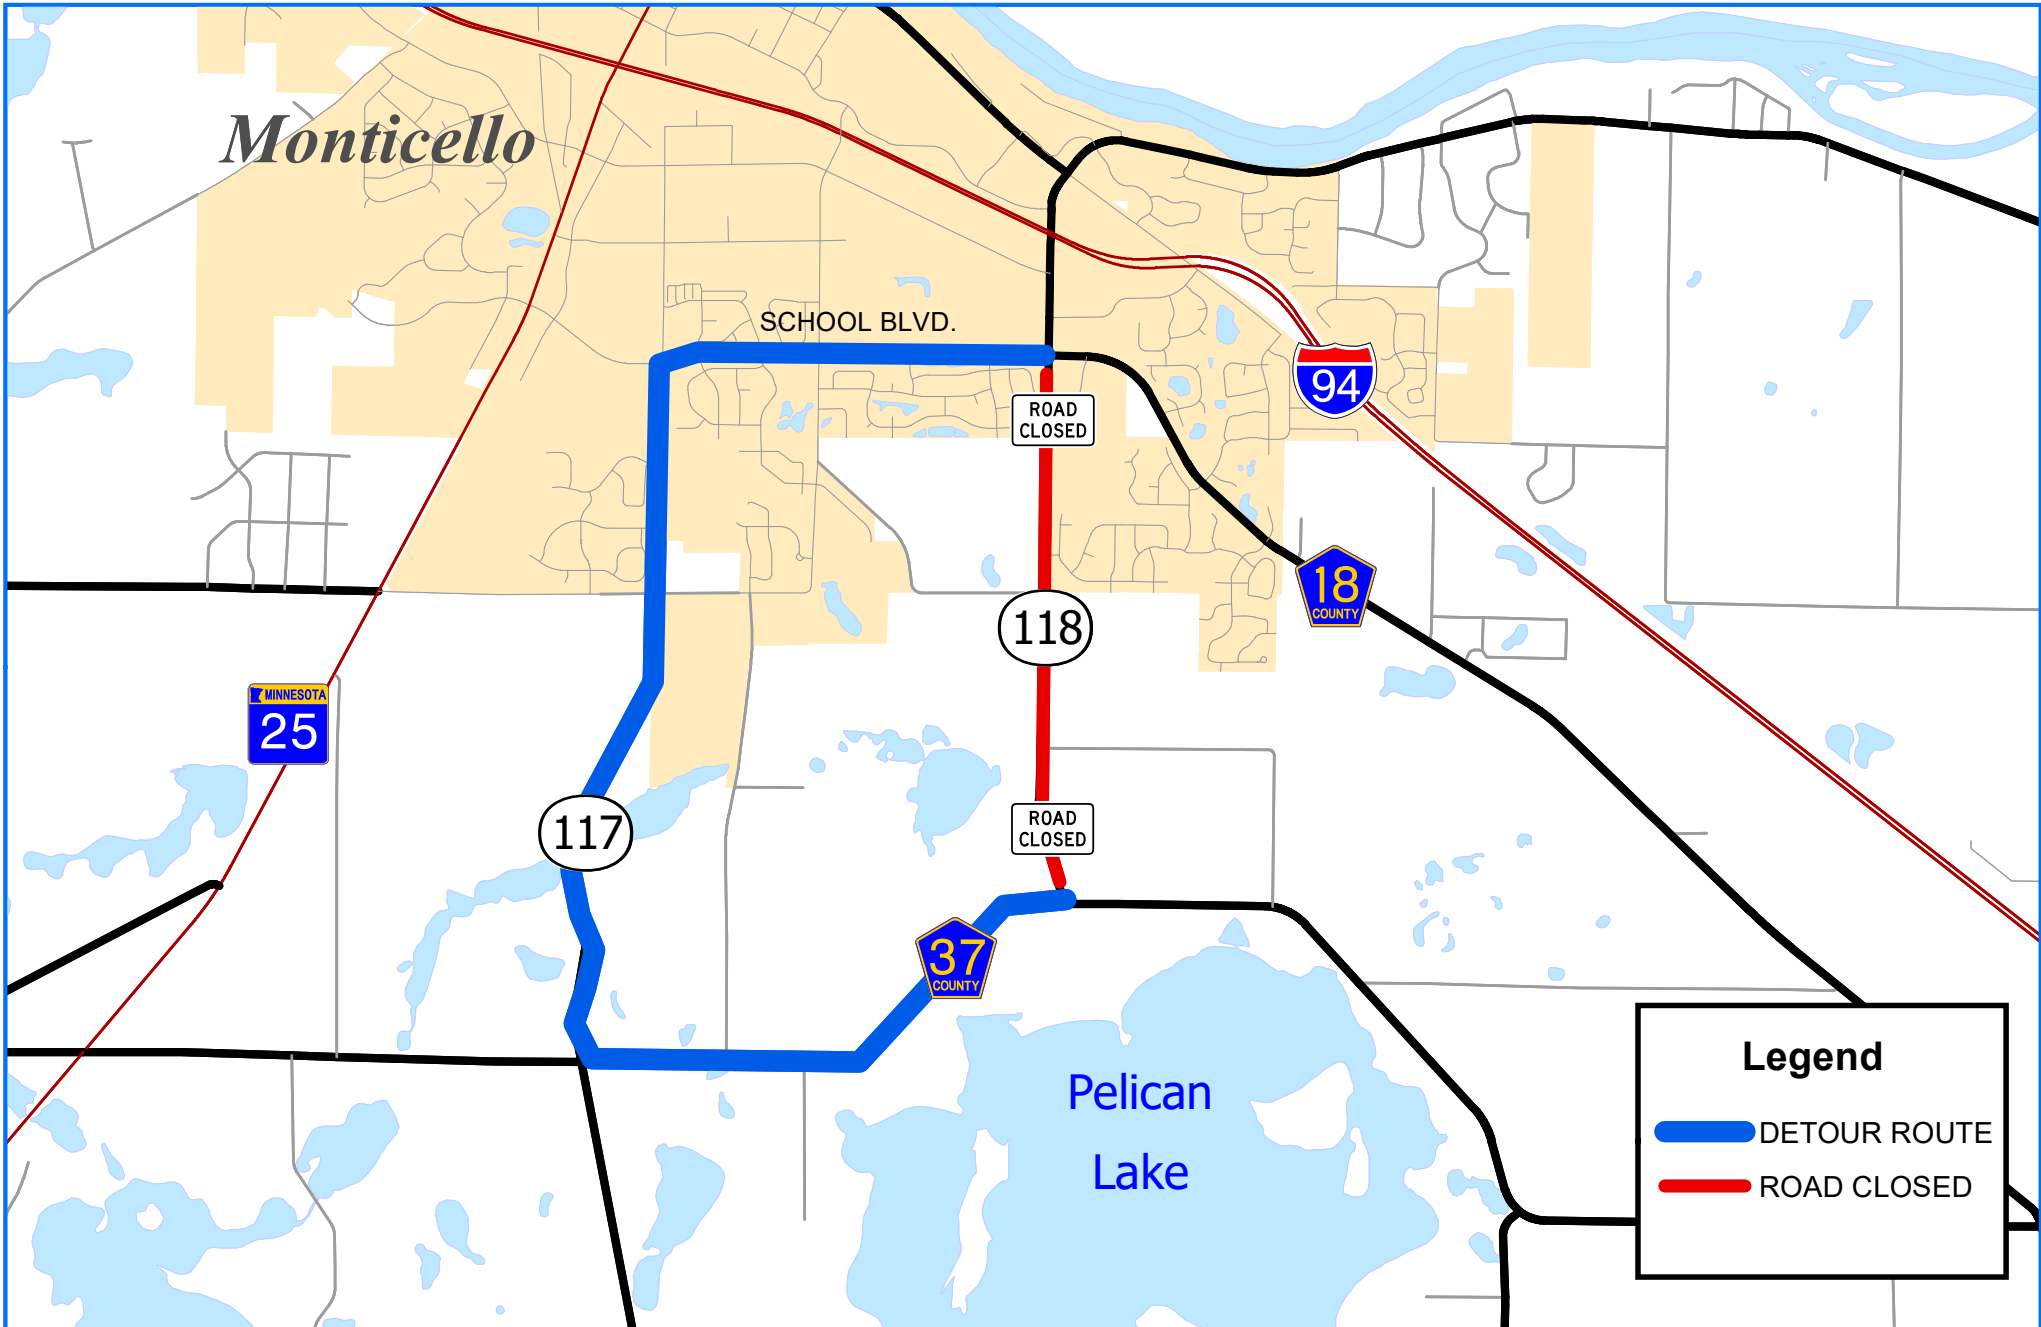 Monticello
SCHOOL BLVD.
94
ROAD
CLOSED
18
COUNTY
118
MINNESOTA
25
117
ROAD
CLOSED
37
COUNTY
Pelican
Lake
Legend
DETOUR ROUTE
ROAD CLOSED